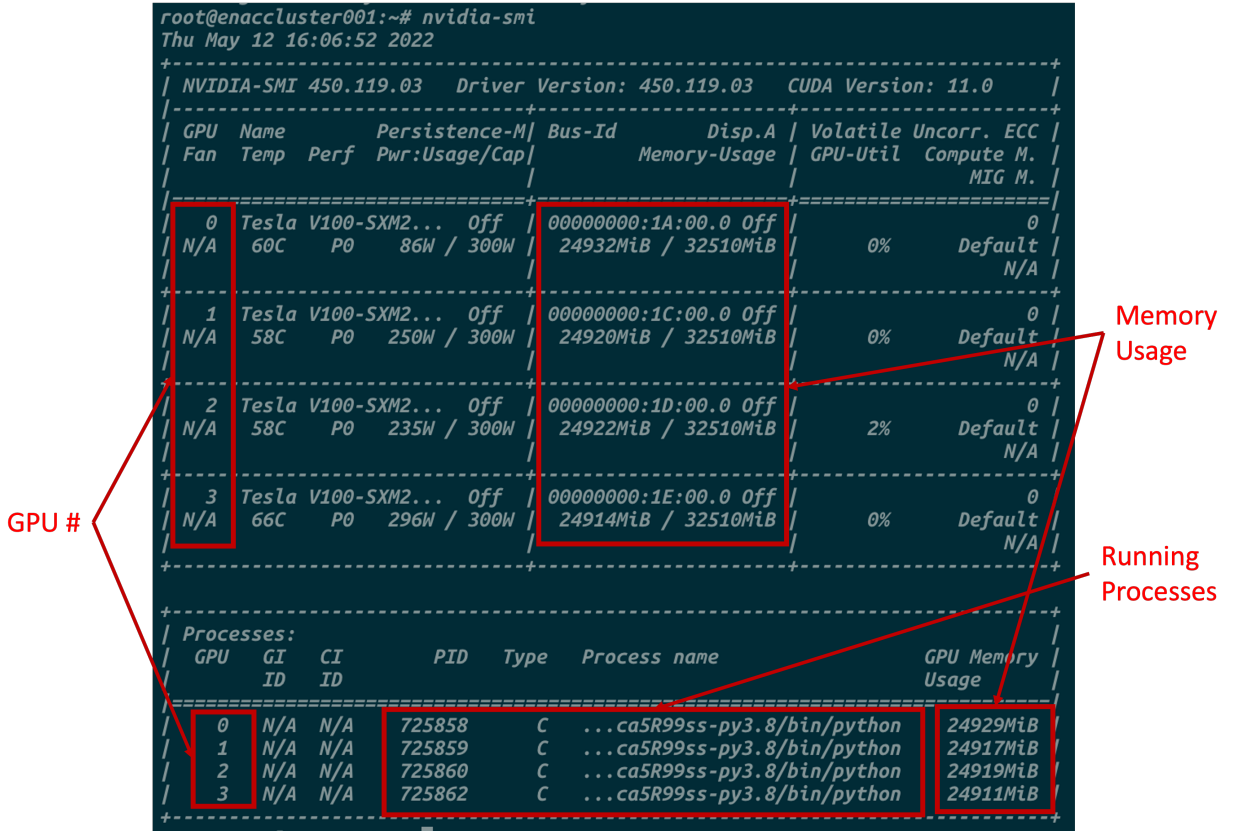 root@enaccluster001:~# nvidia-smi
Thu May 12 16:06:52 2022
+-----------------------------------------------------------------------------+
| NVIDIA-SMI 450.119.03   Driver Version: 450.119.03   CUDA Version: 11.0     |
|-------------------------------+----------------------+----------------------+
| GPU  Name        Persistence-M| Bus-Id        Disp.A | Volatile Uncorr. ECC |
| Fan  Temp  Perf  Pwr:Usage/Cap|         Memory-Usage | GPU-Util  Compute M. |
|                               |                      |               MIG M. |
|===============================+======================+======================|
|   0  Tesla V100-SXM2...  Off  | 00000000:1A:00.0 Off |                    0 |
| N/A   60C    P0    86W / 300W |  24932MiB / 32510MiB |      0%      Default |
|                               |                      |                  N/A |
+-------------------------------+----------------------+----------------------+
|   1  Tesla V100-SXM2...  Off  | 00000000:1C:00.0 Off |                    0 |
| N/A   58C    P0   250W / 300W |  24920MiB / 32510MiB |      0%      Default |
|                               |                      |                  N/A |
+-------------------------------+----------------------+----------------------+
|   2  Tesla V100-SXM2...  Off  | 00000000:1D:00.0 Off |                    0 |
| N/A   58C    P0   235W / 300W |  24922MiB / 32510MiB |      2%      Default |
|                               |                      |                  N/A |
+-------------------------------+----------------------+----------------------+
|   3  Tesla V100-SXM2...  Off  | 00000000:1E:00.0 Off |                    0 |
| N/A   66C    P0   296W / 300W |  24914MiB / 32510MiB |      0%      Default |
|                               |                      |                  N/A |
+-------------------------------+----------------------+----------------------+
+-----------------------------------------------------------------------------+
| Processes:                                                                  |
|  GPU   GI   CI        PID   Type   Process name                  GPU Memory |
|        ID   ID                                                   Usage      |
|=============================================================================|
|    0   N/A  N/A    725858      C   ...ca5R99ss-py3.8/bin/python    24929MiB |
|    1   N/A  N/A    725859      C   ...ca5R99ss-py3.8/bin/python    24917MiB |
|    2   N/A  N/A    725860      C   ...ca5R99ss-py3.8/bin/python    24919MiB |
|    3   N/A  N/A    725862      C   ...ca5R99ss-py3.8/bin/python    24911MiB |
+-----------------------------------------------------------------------------+
GPU #
Memory
Usage
Running
Processes